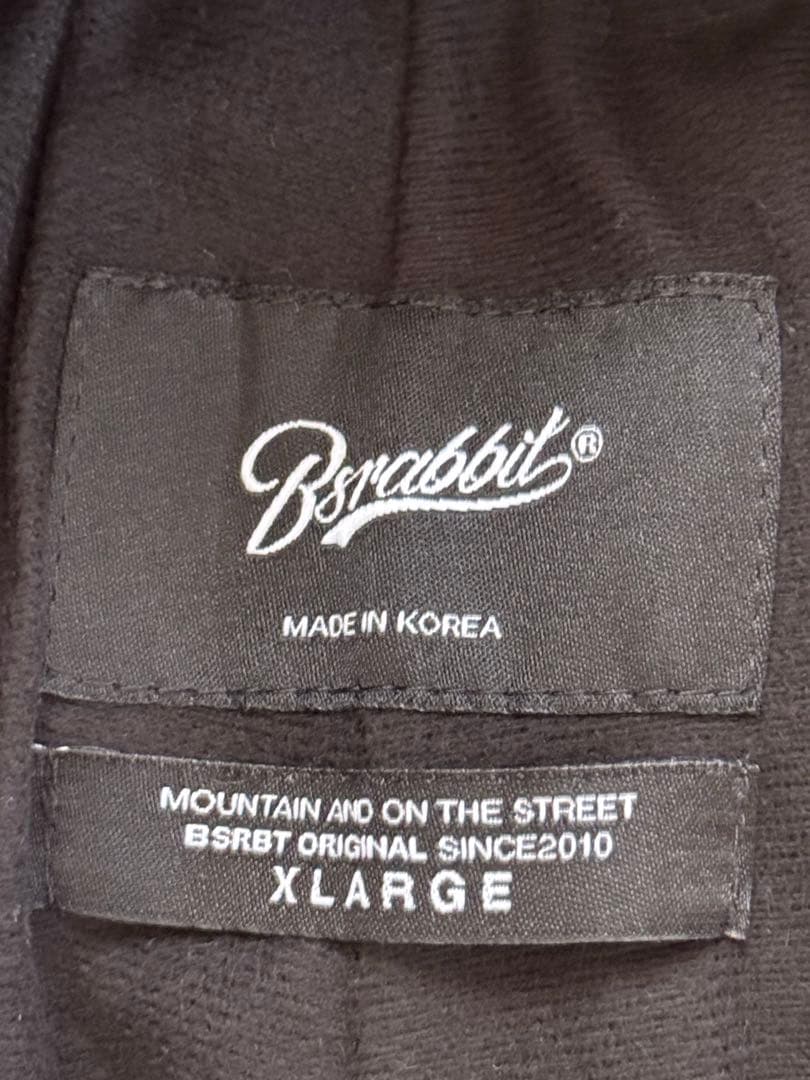 Bsrabbit®
MADE IN KOREA
MOUNTAIN AND ON THE STREET
BSRBT ORIGINAL SINCE2010
XLARGE